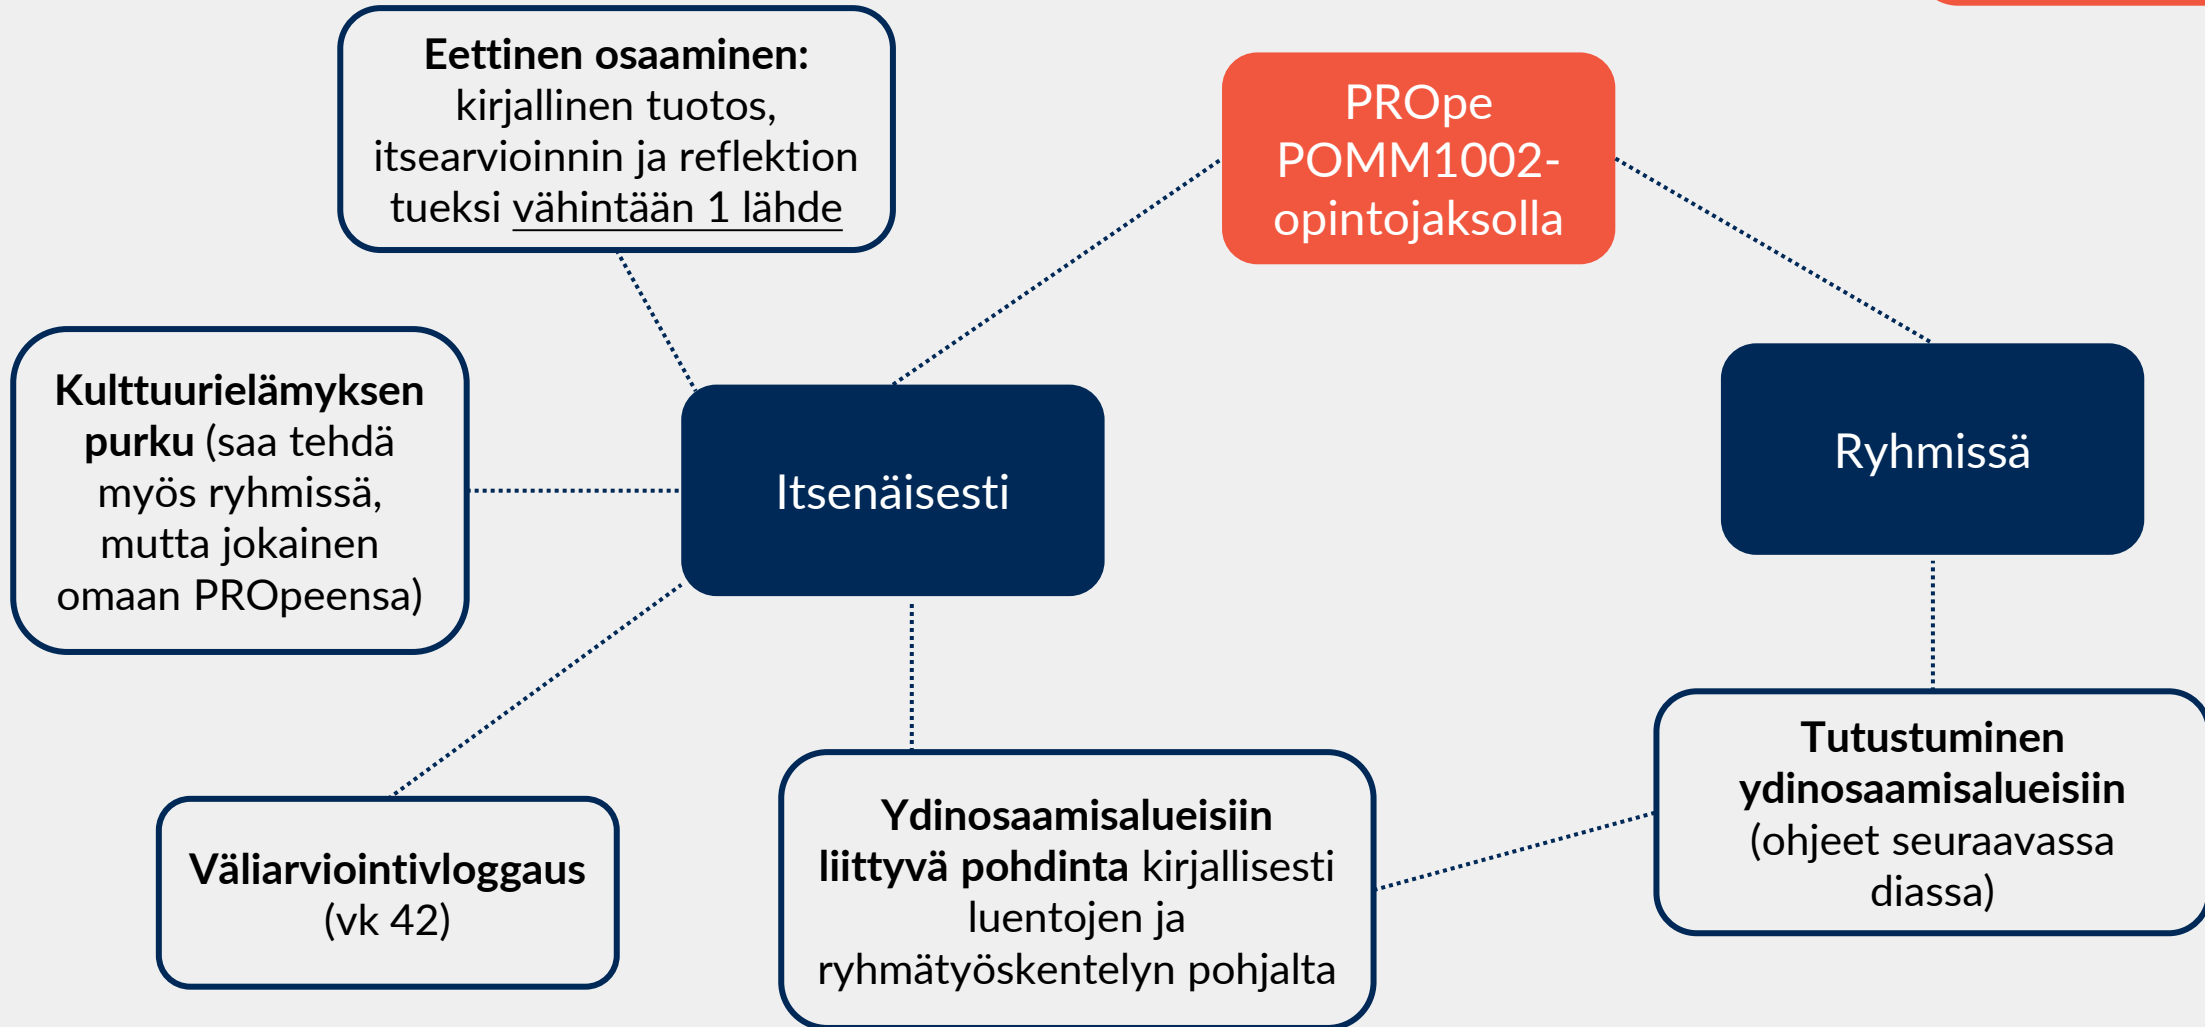 Eettinen osaaminen:
kirjallinen tuotos,
itsearvioinnin ja reflektion
tueksi vähintään 1 lähde
PROpe
POMM1002-
opintojaksolla
Kulttuurielämyksen
purku (saa tehdä
myös ryhmissä,
mutta jokainen
omaan PROpeensa)
Itsenäisesti
Ryhmissä
Väliarviointivloggaus
(vk 42)
Ydinosaamisalueisiin
liittyvä pohdinta kirjallisesti
luentojen ja
ryhmätyöskentelyn pohjalta
Tutustuminen
ydinosaamisalueisiin
(ohjeet seuraavassa
diassa)